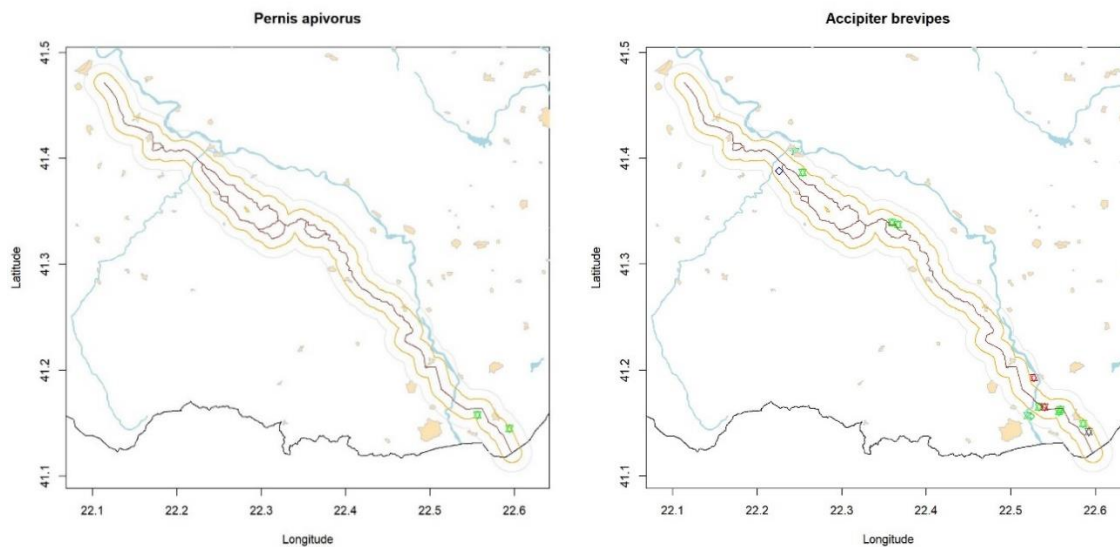 Pernis apivorus
Accipiter brevipes
41.5
41.4
41.3
41.2
41.1
Latitude
22.1 22.2 22.3 22.4 22.5 22.6
Longitude
41.5
41.4
41.3
41.2
41.1
Latitude
22.1 22.2 22.3 22.4 22.5 22.6
Longitude